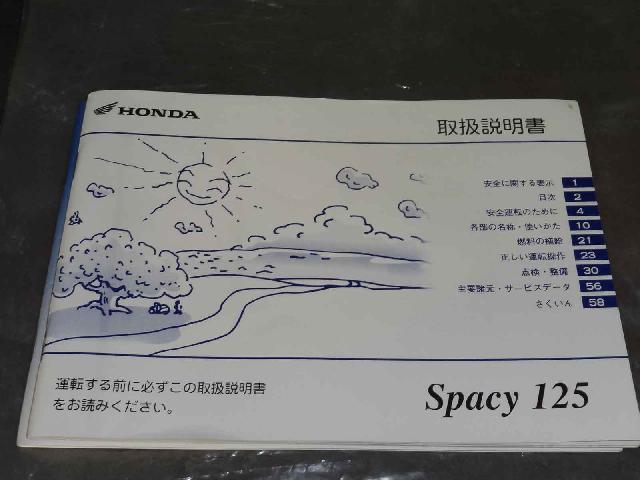 HONDA
取扱説明書
安全に関する表示 1
目次 2
安全運転のために 4
各部の名称・使いかた 10
燃料の補給 21
正しい運転操作 23
点検・整備 30
主要諸元・サービスデータ 56
さくいん 58
運転する前に必ずこの取扱説明書
をお読みください。
Spacy 125